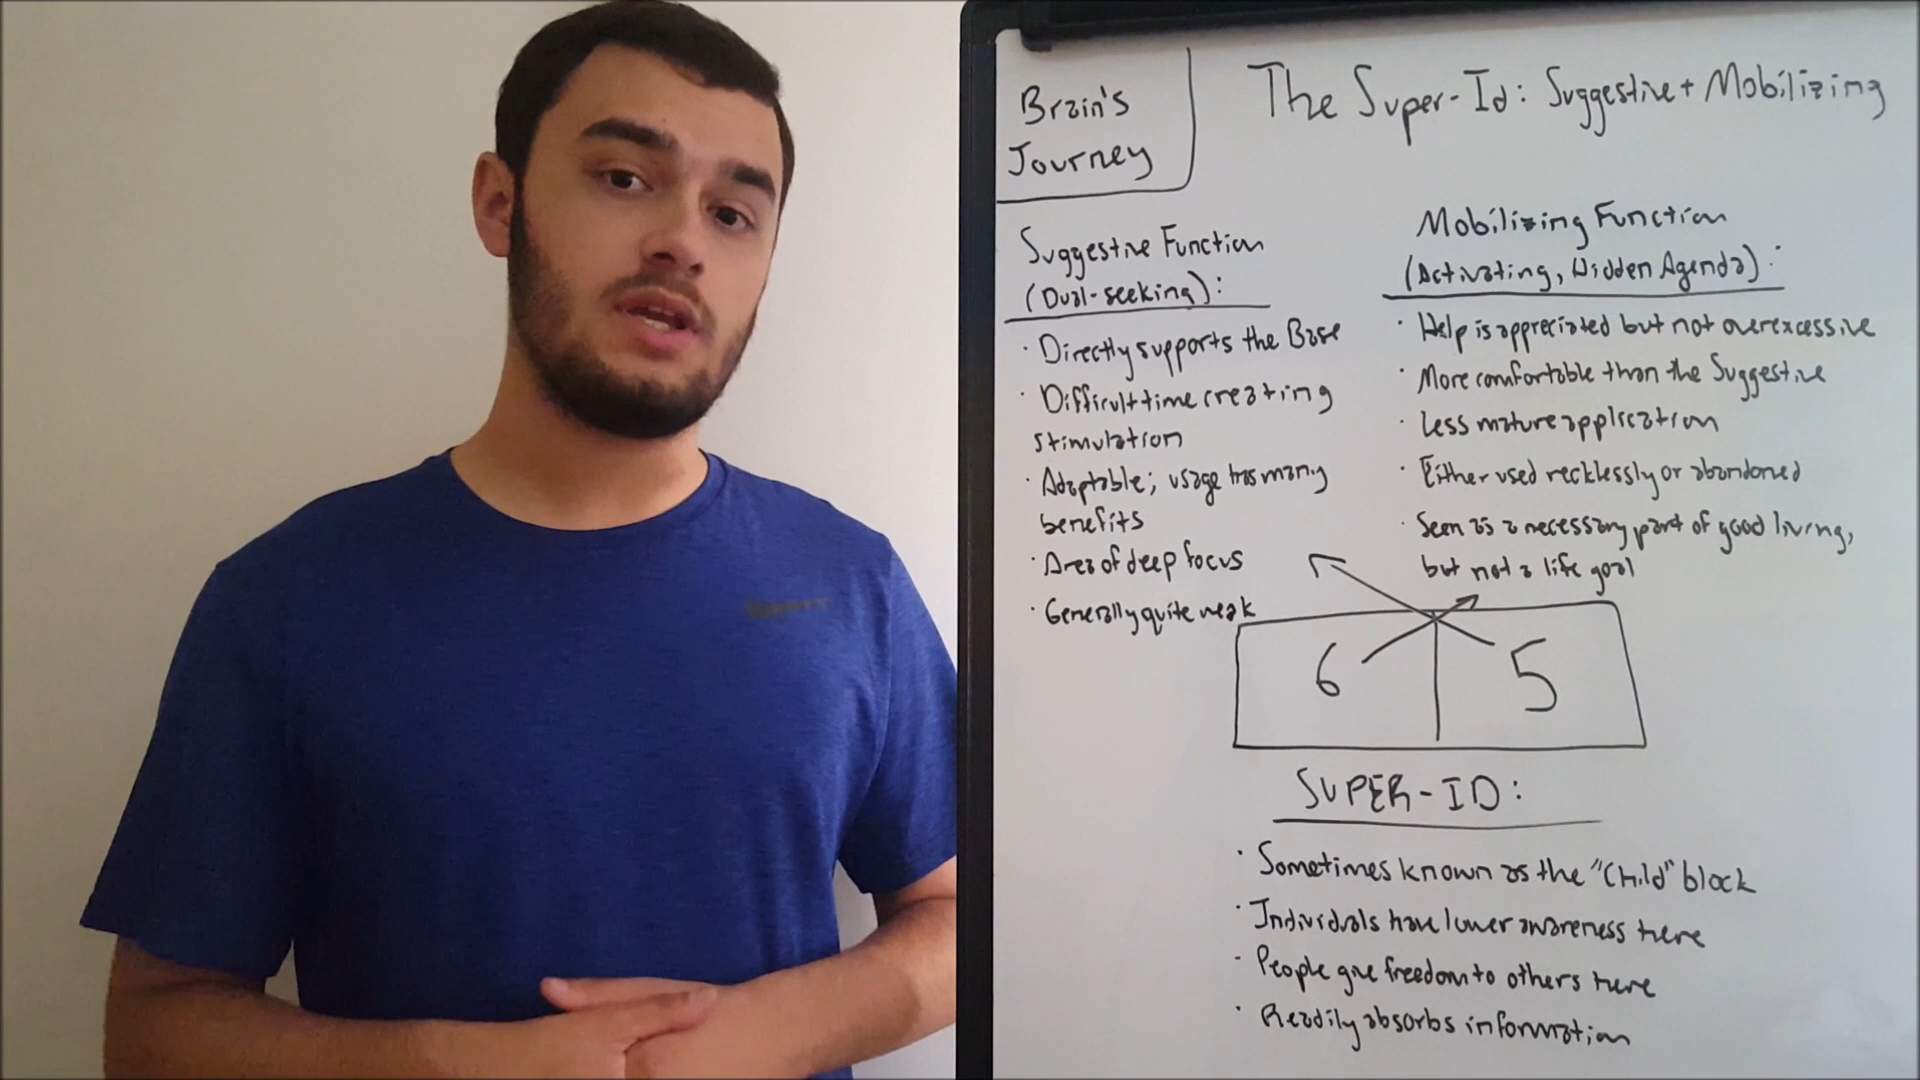 Brain's
Journey
The Super-Id: Suggestive + Mobilizing
Suggestive Function
(Dual-seeking):
· Directly supports the Base
· Difficult time creating
stimulation
· Adaptable; usage has many
benefits
· Area of deep focus
· Generally quite weak
Mobilizing Function
(Activating, Hidden Agenda):
· Help is appreciated but not overexcessive
· More comfortable than the Suggestive
· Less mature application
· Either used recklessly or abandoned
· Seen as a necessary part of good living,
but not a life goal
6 5
SUPER-ID:
· Sometimes known as the "Child" block
· Individuals have lower awareness here
· People give freedom to others here
· Readily absorbs information